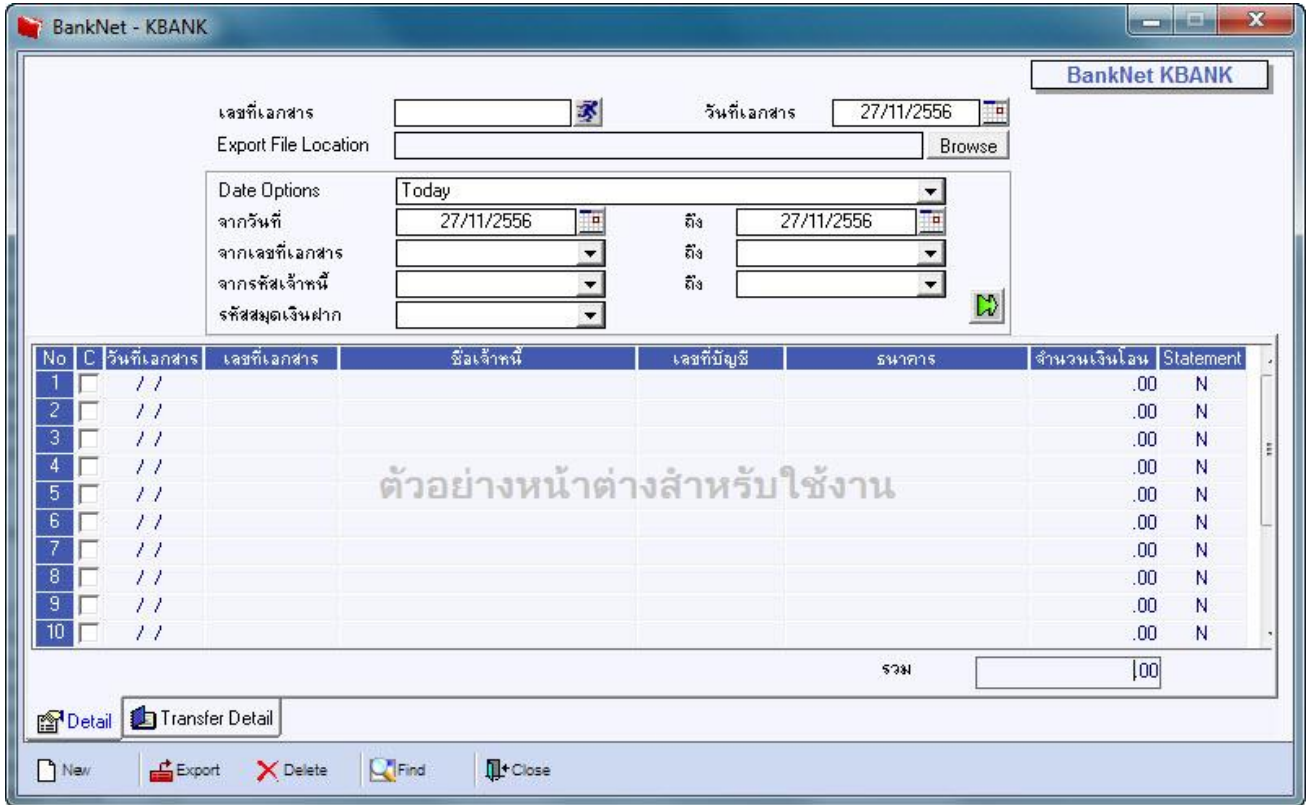 BankNet - KBANK
BankNet KBANK
เลขที่เอกสาร วันที่เอกสาร 27/11/2556
Export File Location Browse
Date Options Today
จากวันที่ 27/11/2556 ถึง 27/11/2556
จากเลขที่เอกสาร ถึง
จากรหัสเจ้าหนี้ ถึง
รหัสสมุดเงินฝาก
No C วันที่เอกสาร เลขที่เอกสาร ชื่อเจ้าหนี้ เลขที่บัญชี ธนาคาร จำนวนเงินโอน Statement
1 / / .00 N
2 / / .00 N
3 / / .00 N
4 / / .00 N
ตัวอย่างหน้าต่างสำหรับใช้งาน
5 / / .00 N
6 / / .00 N
7 / / .00 N
8 / / .00 N
9 / / .00 N
10 / / .00 N
รวม .00
Detail Transfer Detail
New Export Delete Find Close